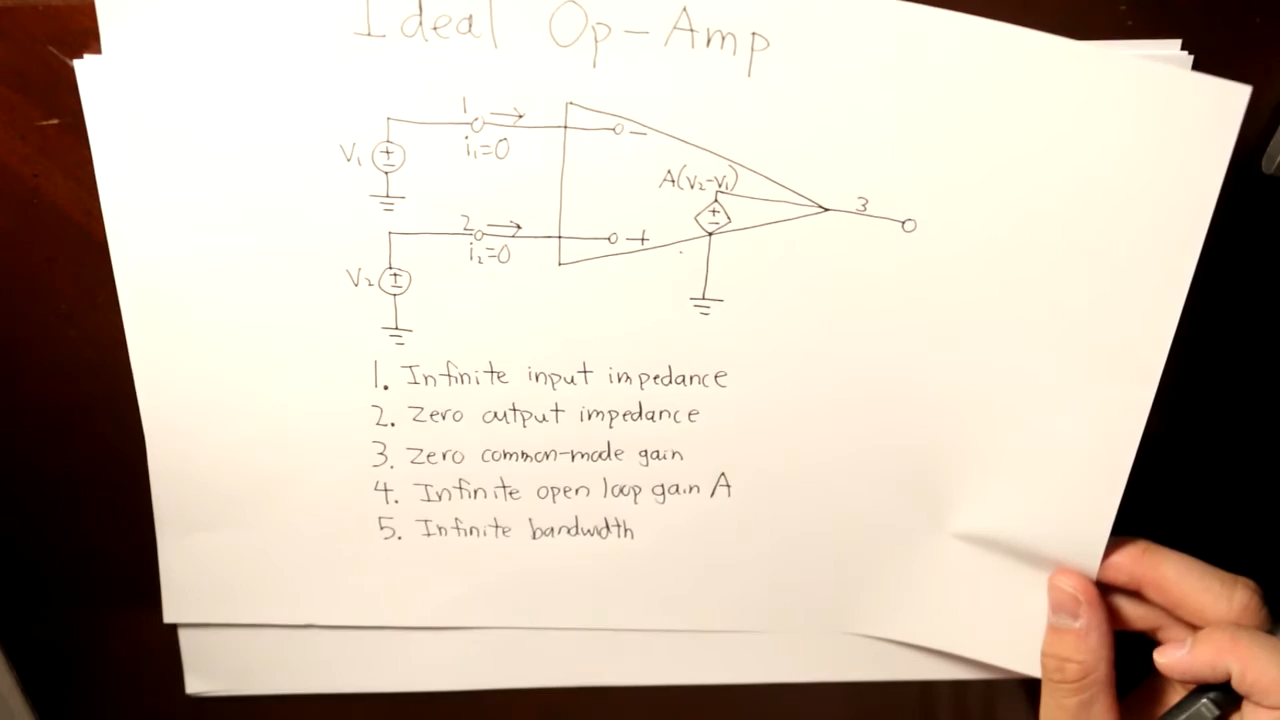 Ideal Op-Amp
1
V₁ ±
i₁=0
−
A(V₂-V₁)
±
3
2
i₂=0
+
V₂ ±
1. Infinite input impedance
2. Zero output impedance
3. Zero common-mode gain
4. Infinite open loop gain A
5. Infinite bandwidth